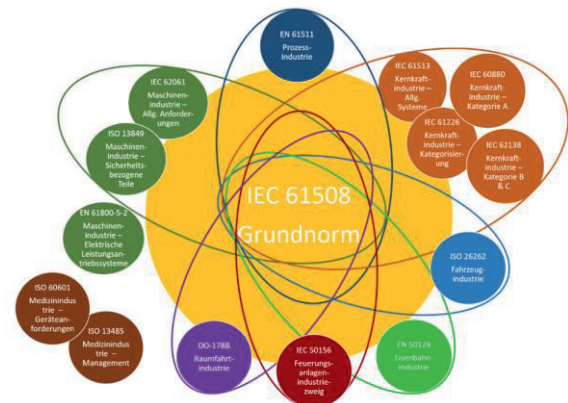 EN 61511
Prozess-
industrie
IEC 62061
Maschinen-
industrie –
Allg. Anforder-
ungen
ISO 13849
Maschinen-
Industrie –
Sicherheits-
bezogene
Teile
EN 61800-5-2
Maschinen-
industrie –
Elektrische
Leistungsan-
triebssysteme
ISO 60601
Medizinindus
trie –
Gerätean-
forderungen
ISO 13485
Medizinindus
trie –
Management
IEC 61513
Kernkraft-
industrie –
Allg.
Systeme
IEC 60880
Kernkraft-
industrie –
Kategorie A
IEC 61226
Kernkraft-
industrie –
Kategorisier-
ung
IEC 62138
Kernkraft-
industrie –
Kategorie B
& C
IEC 61508
Grundnorm
ISO 26262
Fahrzeug-
industrie
DO-178B
Raumfahrt-
industrie
IEC 50156
Feuerungs-
anlagen-
industrie-
zweig
EN 50128
Eisenbahn-
industrie